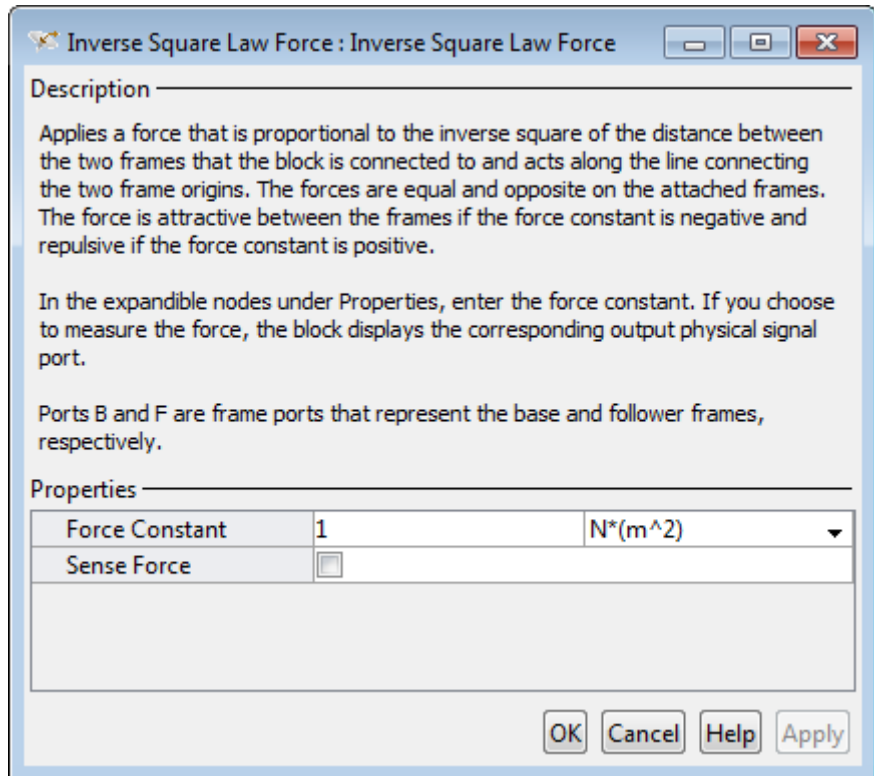 Inverse Square Law Force : Inverse Square Law Force
Description
Applies a force that is proportional to the inverse square of the distance between
the two frames that the block is connected to and acts along the line connecting
the two frame origins. The forces are equal and opposite on the attached frames.
The force is attractive between the frames if the force constant is negative and
repulsive if the force constant is positive.
In the expandible nodes under Properties, enter the force constant. If you choose
to measure the force, the block displays the corresponding output physical signal
port.
Ports B and F are frame ports that represent the base and follower frames,
respectively.
Properties
Force Constant 1 N*(m^2)
Sense Force
OK Cancel Help Apply